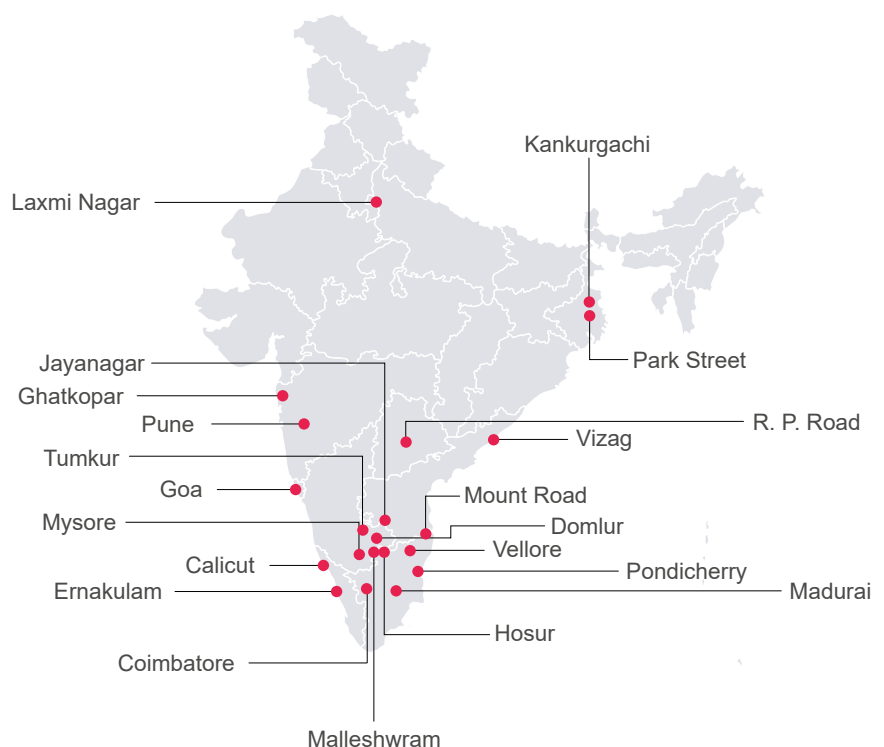 Kankurgachi
Laxmi Nagar
Park Street
Jayanagar
Ghatkopar
Pune
R. P. Road
Vizag
Tumkur
Goa
Mount Road
Mysore
Domlur
Vellore
Calicut
Pondicherry
Ernakulam
Madurai
Hosur
Coimbatore
Malleshwram